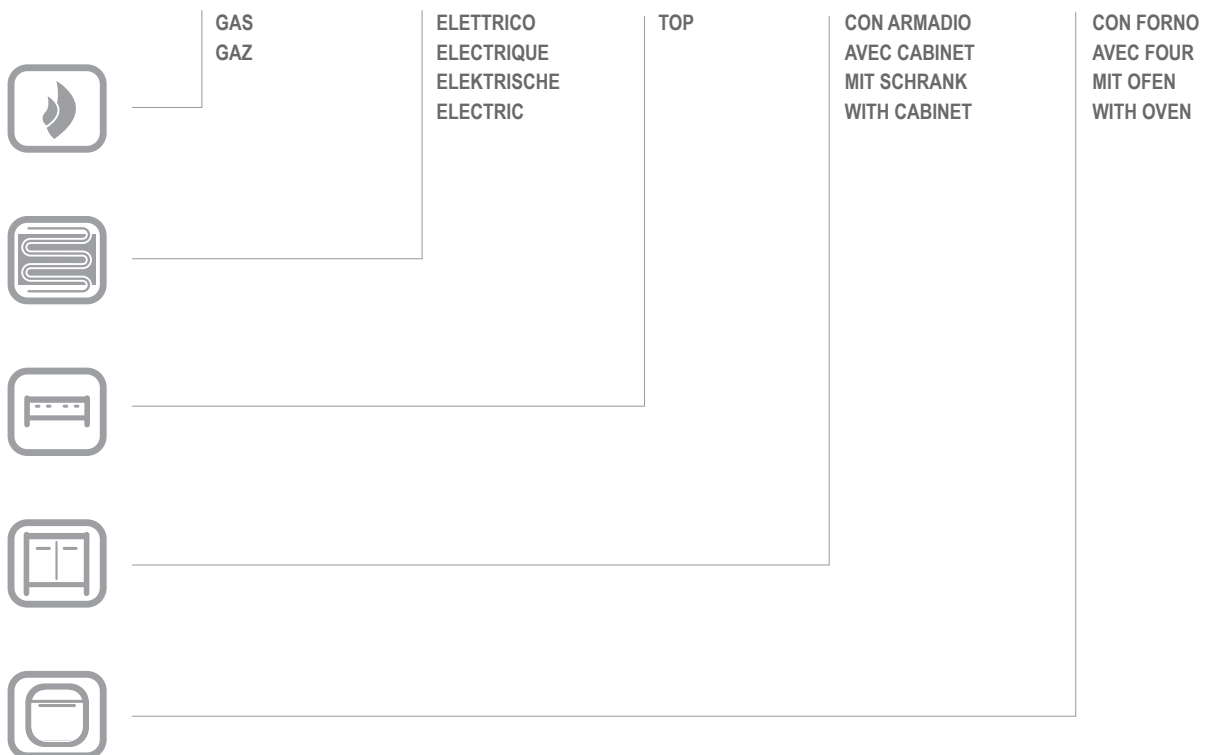 GAS
GAZ
ELETTRICO
ELECTRIQUE
ELEKTRISCHE
ELECTRIC
TOP
CON ARMADIO
AVEC CABINET
MIT SCHRANK
WITH CABINET
CON FORNO
AVEC FOUR
MIT OFEN
WITH OVEN